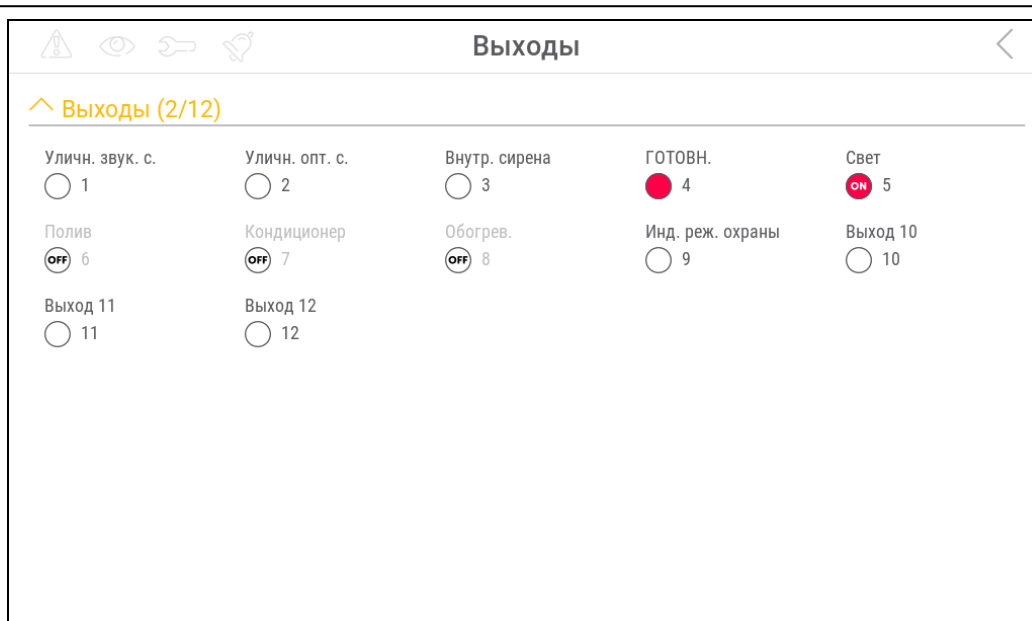 Выходы
Выходы (2/12)
Уличн. звук. с. Уличн. опт. с. Внутр. сирена ГОТОВН. Свет
1 2 3 4 ON 5
Полив Кондиционер Обогрев. Инд. реж. охраны Выход 10
OFF 6 OFF 7 OFF 8 9 10
Выход 11 Выход 12
11 12